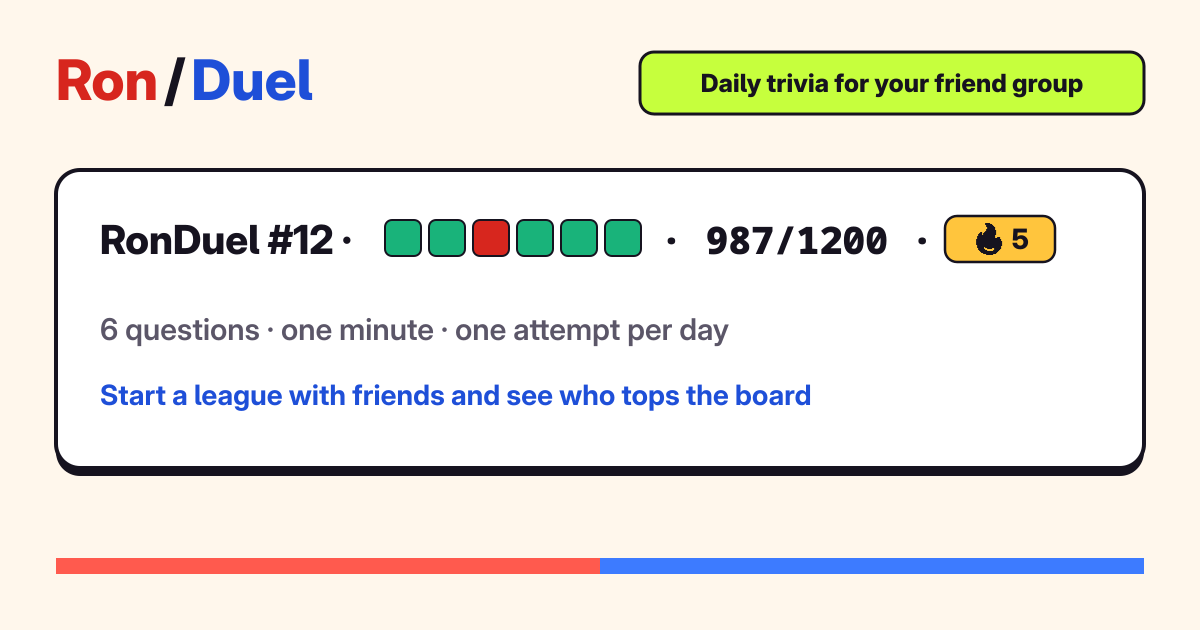 Ron/Duel
Daily trivia for your friend group
RonDuel #12 · 987/1200 · 5
6 questions · one minute · one attempt per day
Start a league with friends and see who tops the board